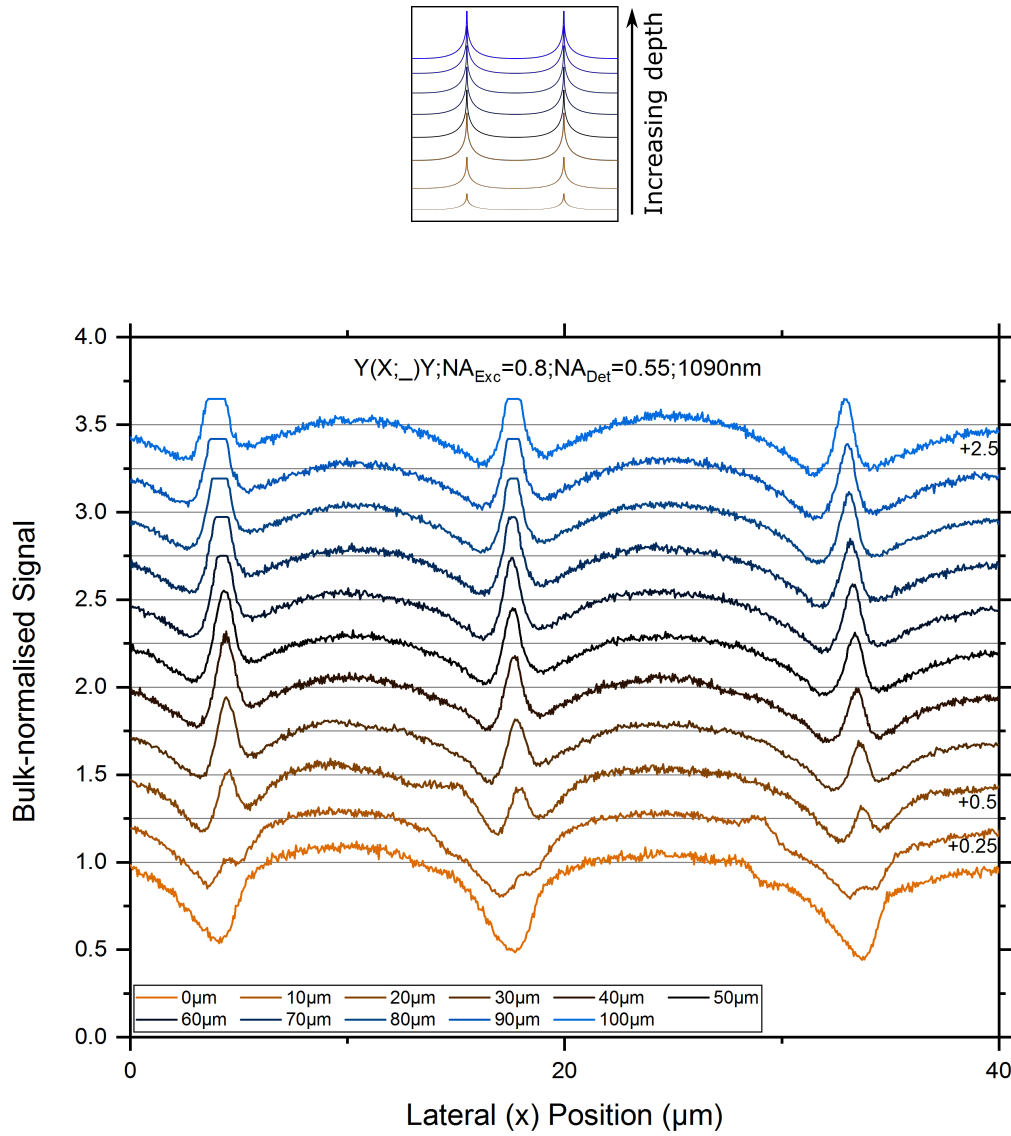 Increasing depth
Y(X;_)Y;NA_Exc=0.8;NA_Det=0.55;1090nm
4.0
3.5
3.0
2.5
2.0
1.5
1.0
0.5
0.0
+2.5
+0.5
+0.25
0µm 10µm 20µm 30µm 40µm 50µm
60µm 70µm 80µm 90µm 100µm
0 20 40
Bulk-normalised Signal
Lateral (x) Position (µm)